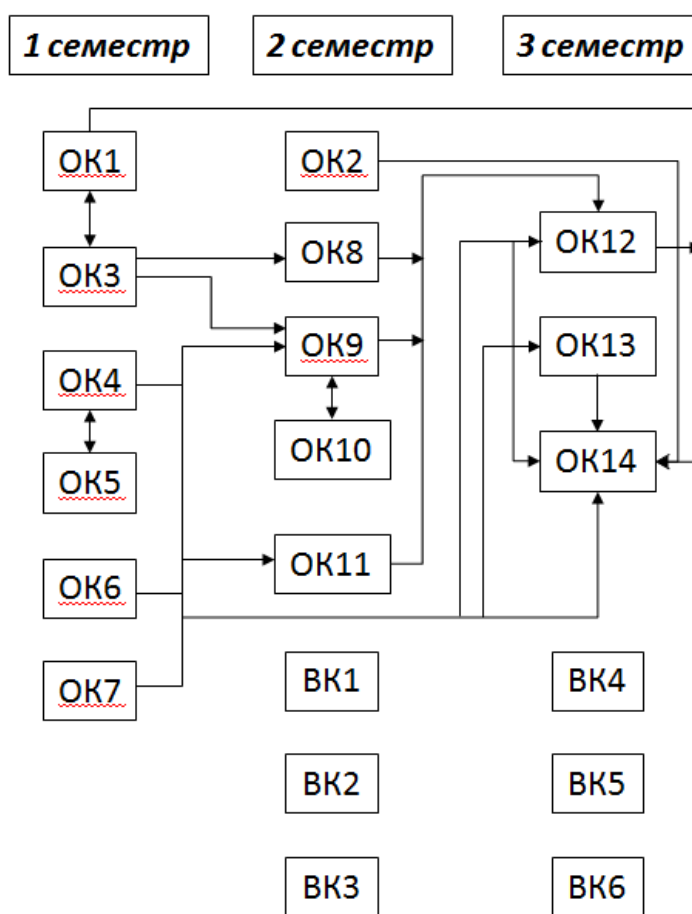 1 семестр 2 семестр 3 семестр
ОК1 ОК2
ОК3 ОК8 ОК12
ОК4 ОК9 ОК13
ОК5 ОК10 ОК14
ОК6 ОК11
ОК7 ВК1 ВК4
ВК2 ВК5
ВК3 ВК6